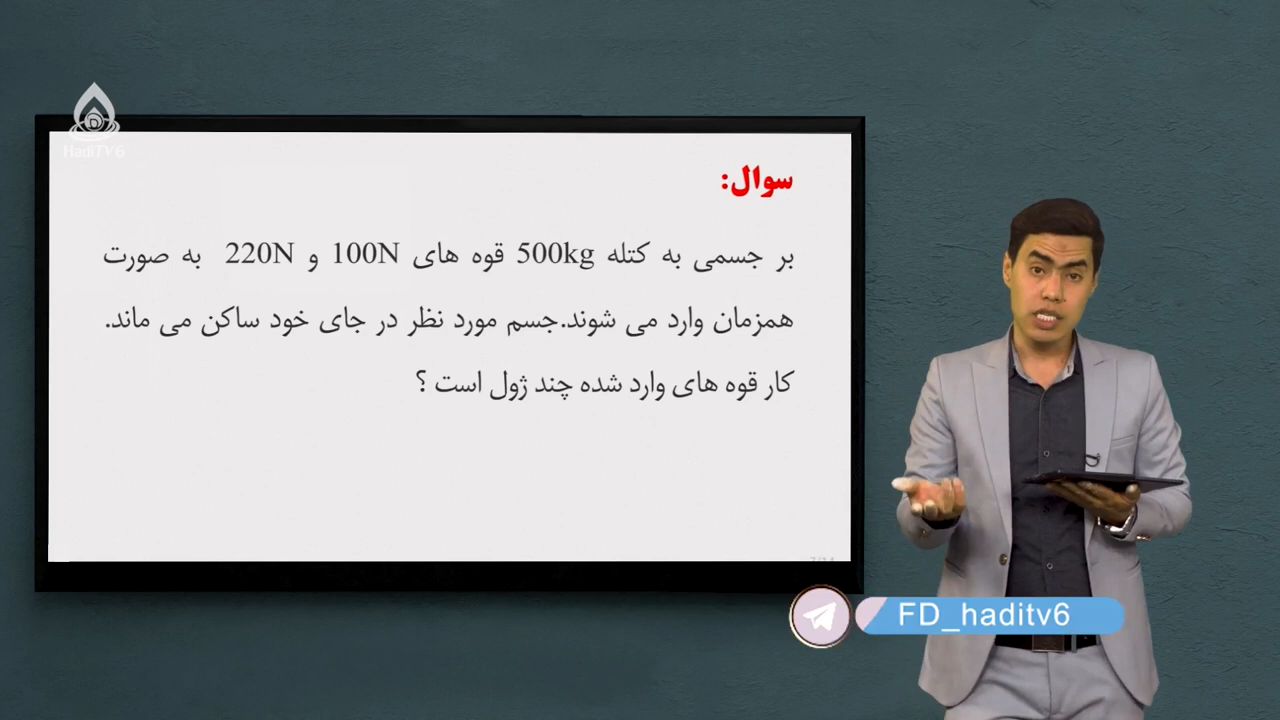 HadiTV6
سوال:
بر جسمی به کتله 500kg قوه های 100N و 220N به صورت
همزمان وارد می شوند.جسم مورد نظر در جای خود ساکن می ماند.
کار قوه های وارد شده چند ژول است ؟
FD_haditv6